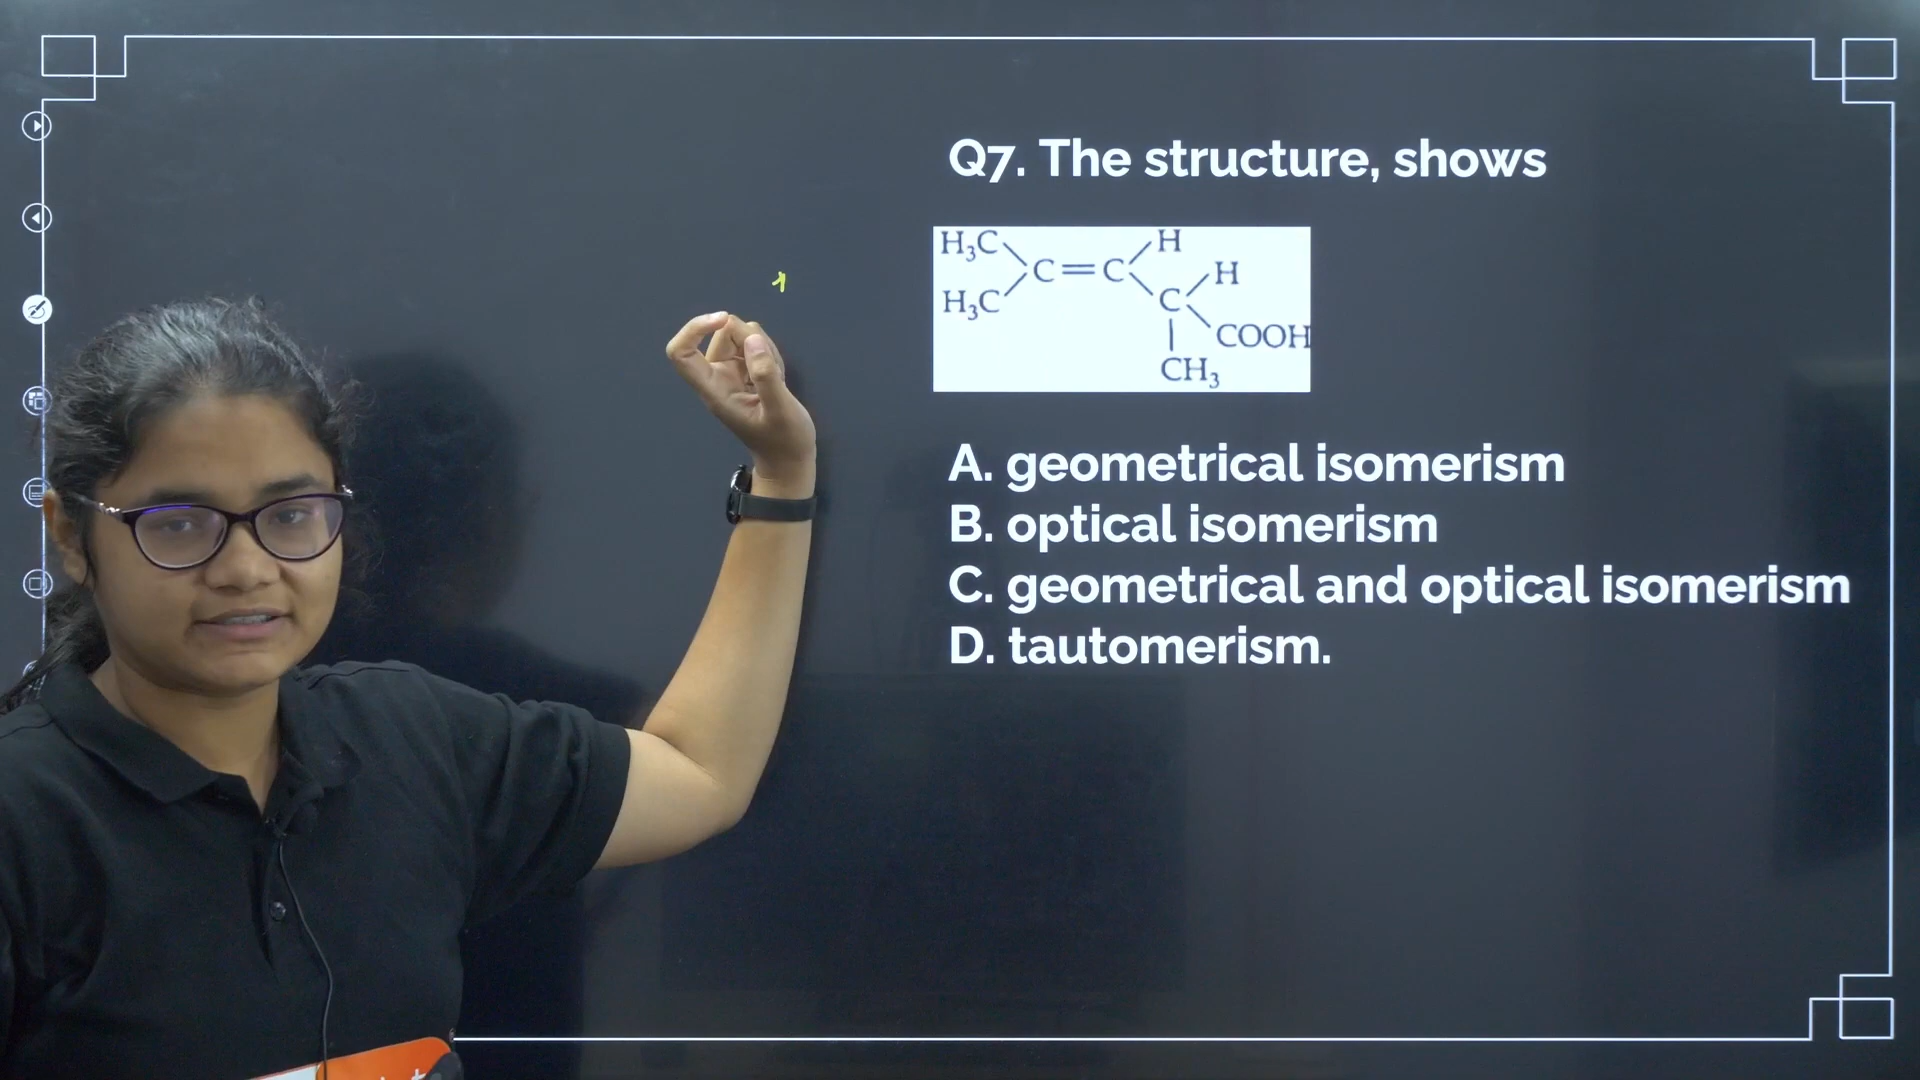 Q7. The structure, shows
H₃C H
C=C H
H₃C C
COOH
CH₃
A. geometrical isomerism
B. optical isomerism
C. geometrical and optical isomerism
D. tautomerism.